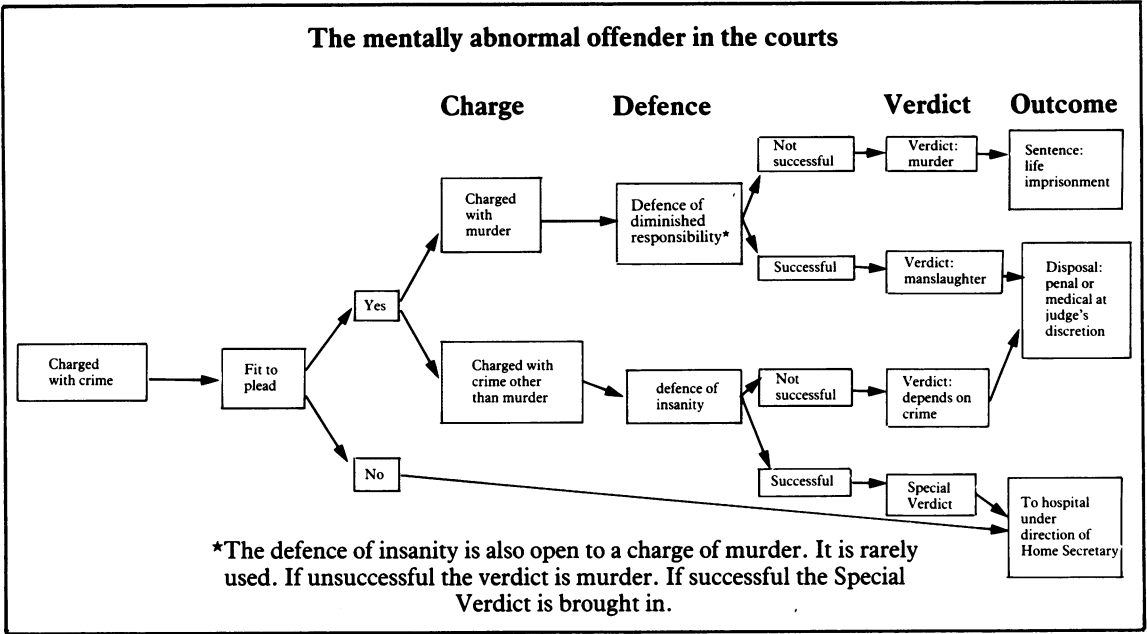 The mentally abnormal offender in the courts
Charge
Defence
Verdict
Outcome
Charged
with crime
Fit to
plead
Yes
No
Charged
with
murder
Charged with
crime other
than murder
Defence of
diminished
responsibility*
defence of
insanity
Not
successful
Successful
Not
successful
Successful
Verdict:
murder
Verdict:
manslaughter
Verdict:
depends on
crime
Special
Verdict
Sentence:
life
imprisonment
Disposal:
penal or
medical at
judge's
discretion
To hospital
under
direction of
Home Secretary
*The defence of insanity is also open to a charge of murder. It is rarely
used. If unsuccessful the verdict is murder. If successful the Special
Verdict is brought in.